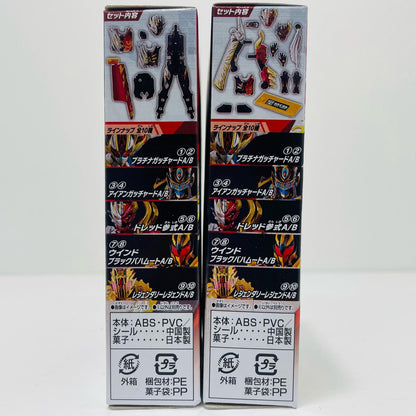 セット内容
ラインナップ 全10種
①②
プラチナガッチャードA/B
③④
アイアンガッチャードA/B
⑤⑥
ドレッド参式A/B
⑦⑧
ウインド
ブラックバハムートA/B
⑨⑩
レジェンダリーレジェンドA/B
本体:ABS・PVC/
シール・・・・・・中国製
菓子・・・・・・日本製
紙
外箱
プラ
梱包材:PE
菓子袋:PP
セット内容
ラインナップ 全10種
①②
プラチナガッチャードA/B
③④
アイアンガッチャードA/B
⑤⑥
ドレッド参式A/B
⑦⑧
ウインド
ブラックバハムートA/B
⑨⑩
レジェンダリーレジェンドA/B
本体:ABS・PVC/
シール・・・・・・中国製
菓子・・・・・・日本製
紙
外箱
プラ
梱包材:PE
菓子袋:PP